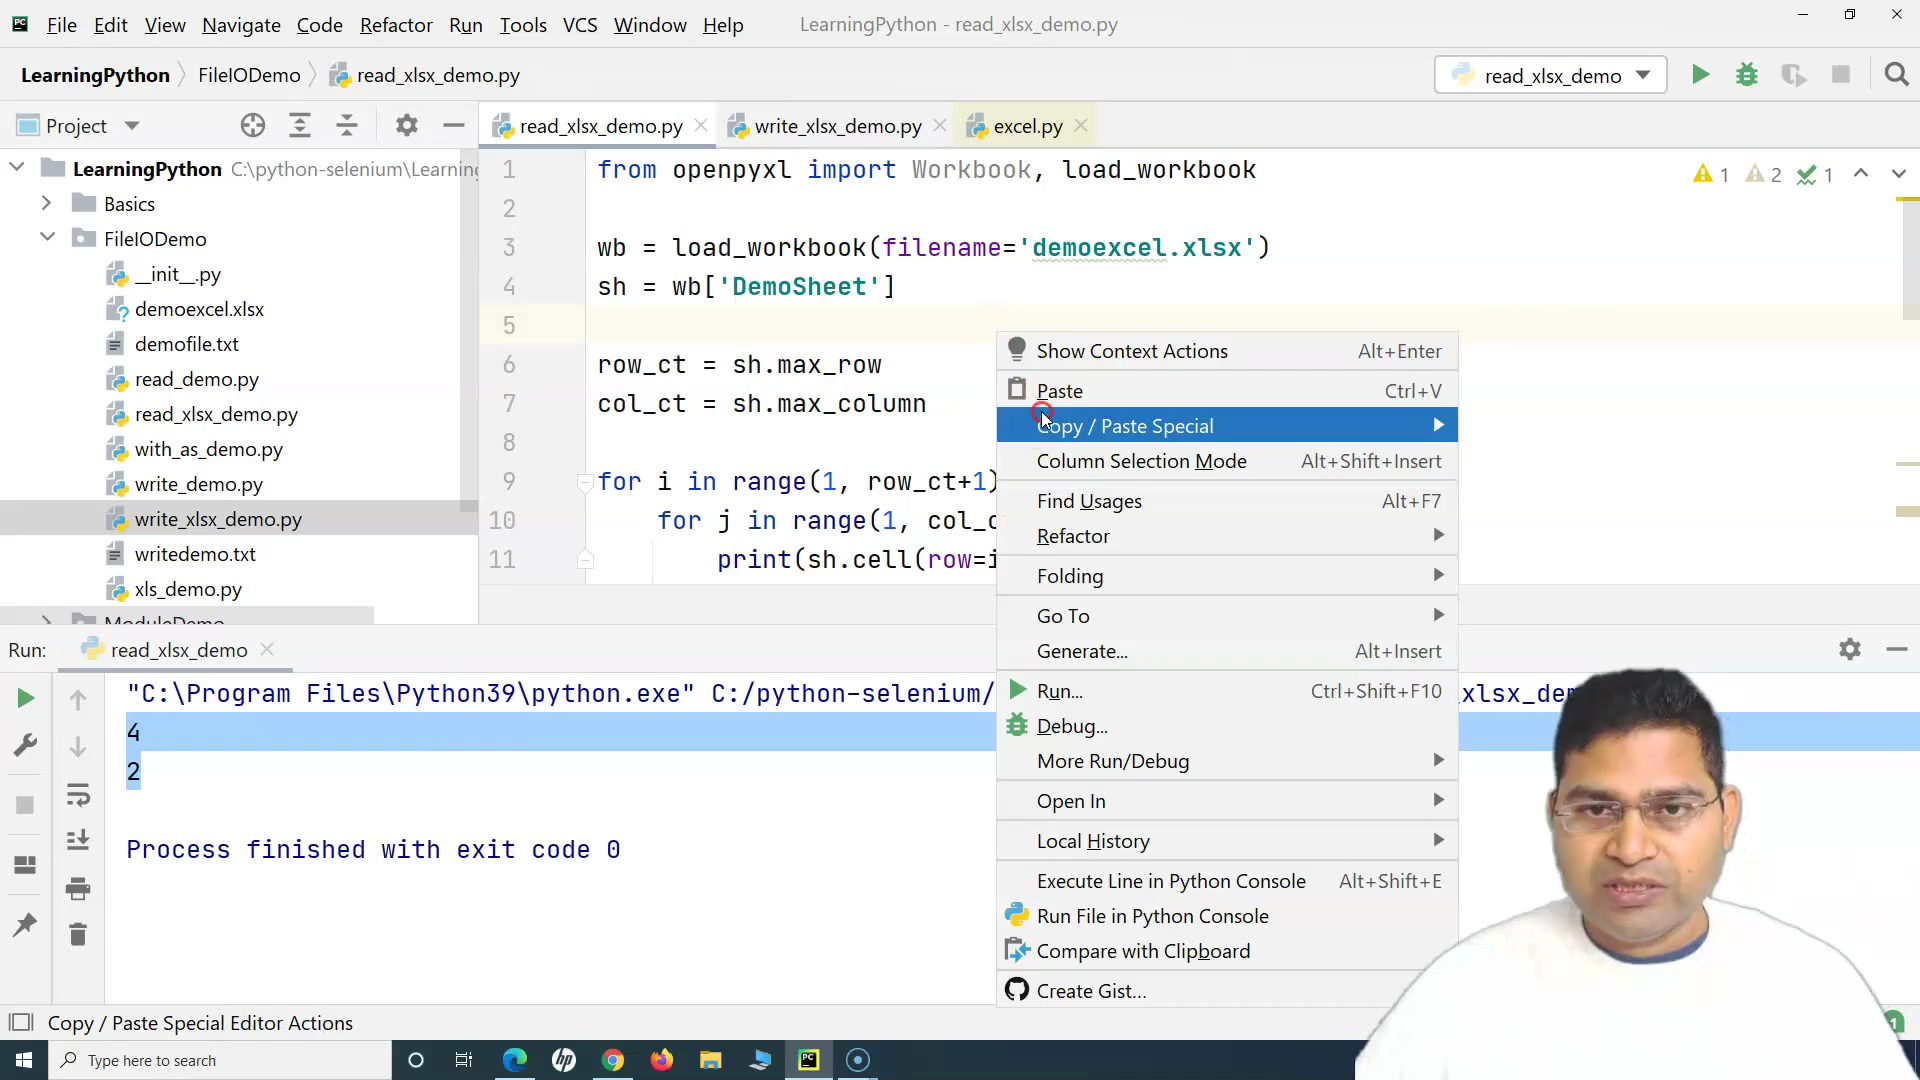 PC File Edit View Navigate Code Refactor Run Tools VCS Window Help LearningPython - read_xlsx_demo.py
LearningPython FileIODemo read_xlsx_demo.py read_xlsx_demo
Project read_xlsx_demo.py write_xlsx_demo.py excel.py
LearningPython C:\python-selenium\Learning
Basics
FileIODemo
__init__.py
demoexcel.xlsx
demofile.txt
read_demo.py
read_xlsx_demo.py
with_as_demo.py
write_demo.py
write_xlsx_demo.py
writedemo.txt
xls_demo.py
ModuleDemo
1 from openpyxl import Workbook, load_workbook
2
3 wb = load_workbook(filename='demoexcel.xlsx')
4 sh = wb['DemoSheet']
5
6 row_ct = sh.max_row
7 col_ct = sh.max_column
8
9 for i in range(1, row_ct+1)
10 for j in range(1, col_c
11 print(sh.cell(row=i
1 2 1
Show Context Actions Alt+Enter
Paste Ctrl+V
Copy / Paste Special
Column Selection Mode Alt+Shift+Insert
Find Usages Alt+F7
Refactor
Folding
Go To
Generate... Alt+Insert
Run... Ctrl+Shift+F10
Debug...
More Run/Debug
Open In
Local History
Execute Line in Python Console Alt+Shift+E
Run File in Python Console
Compare with Clipboard
Create Gist...
Run: read_xlsx_demo
"C:\Program Files\Python39\python.exe" C:/python-selenium/
4
2
Process finished with exit code 0
Copy / Paste Special Editor Actions
1
Type here to search hp PC